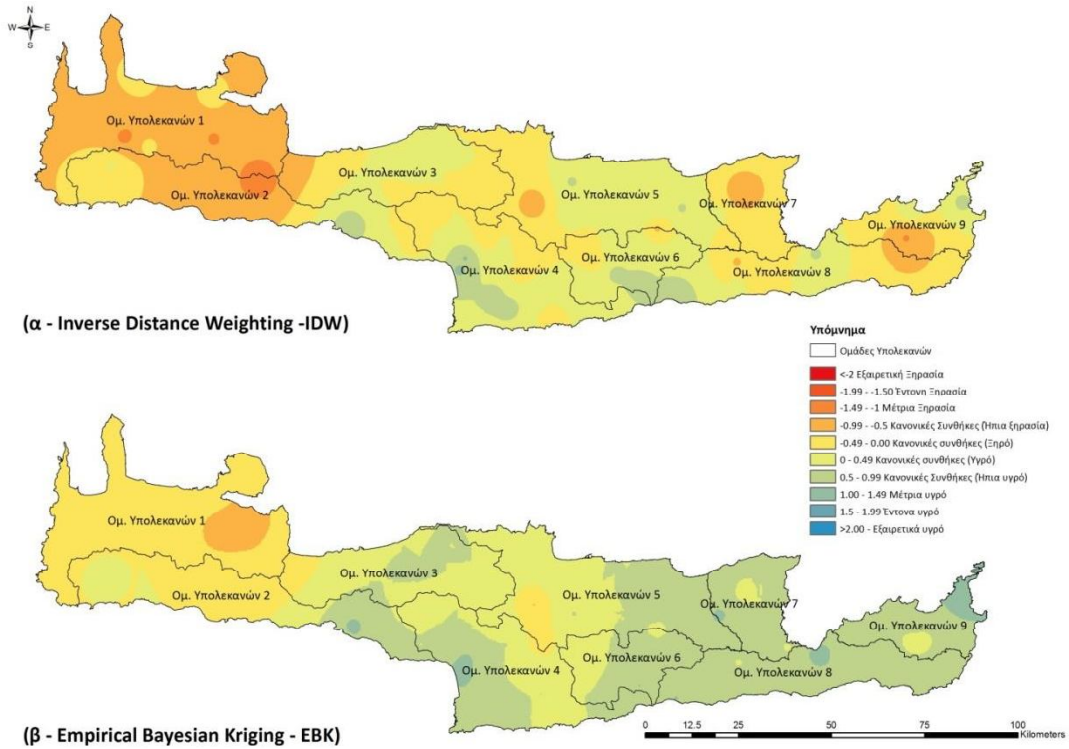 N
W E
S
Ομ. Υπολεκανών 1
Ομ. Υπολεκανών 2
Ομ. Υπολεκανών 3
Ομ. Υπολεκανών 4
Ομ. Υπολεκανών 5
Ομ. Υπολεκανών 6
Ομ. Υπολεκανών 7
Ομ. Υπολεκανών 8
Ομ. Υπολεκανών 9
(α - Inverse Distance Weighting -IDW)
Υπόμνημα
Ομάδες Υπολεκανών
<-2 Εξαιρετική Ξηρασία
-1.99 - -1.50 Έντονη Ξηρασία
-1.49 - -1 Μέτρια Ξηρασία
-0.99 - -0.5 Κανονικές Συνθήκες (Ήπια ξηρασία)
-0.49 - 0.00 Κανονικές συνθήκες (Ξηρό)
0 - 0.49 Κανονικές συνθήκες (Υγρό)
0.5 - 0.99 Κανονικές Συνθήκες (Ήπια υγρό)
1.00 - 1.49 Μέτρια υγρό
1.5 - 1.99 Έντονα υγρό
>2.00 - Εξαιρετικά υγρό
Ομ. Υπολεκανών 1
Ομ. Υπολεκανών 2
Ομ. Υπολεκανών 3
Ομ. Υπολεκανών 4
Ομ. Υπολεκανών 5
Ομ. Υπολεκανών 6
Ομ. Υπολεκανών 7
Ομ. Υπολεκανών 8
Ομ. Υπολεκανών 9
(β - Empirical Bayesian Kriging - EBK)
0 12.5 25 50 75 100
Kilometers